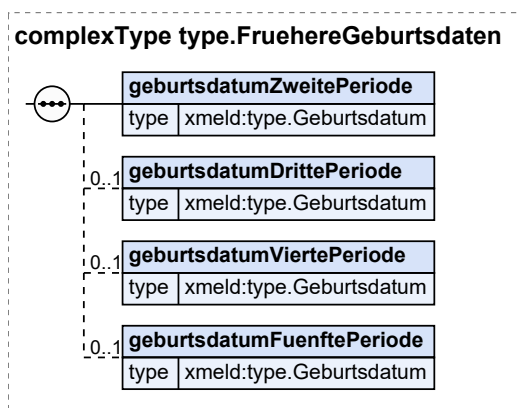 complexType type.FruehereGeburtsdaten
geburtsdatumZweitePeriode
type xmeld:type.Geburtsdatum
0..1 geburtsdatumDrittePeriode
type xmeld:type.Geburtsdatum
0..1 geburtsdatumViertePeriode
type xmeld:type.Geburtsdatum
0..1 geburtsdatumFuenftePeriode
type xmeld:type.Geburtsdatum